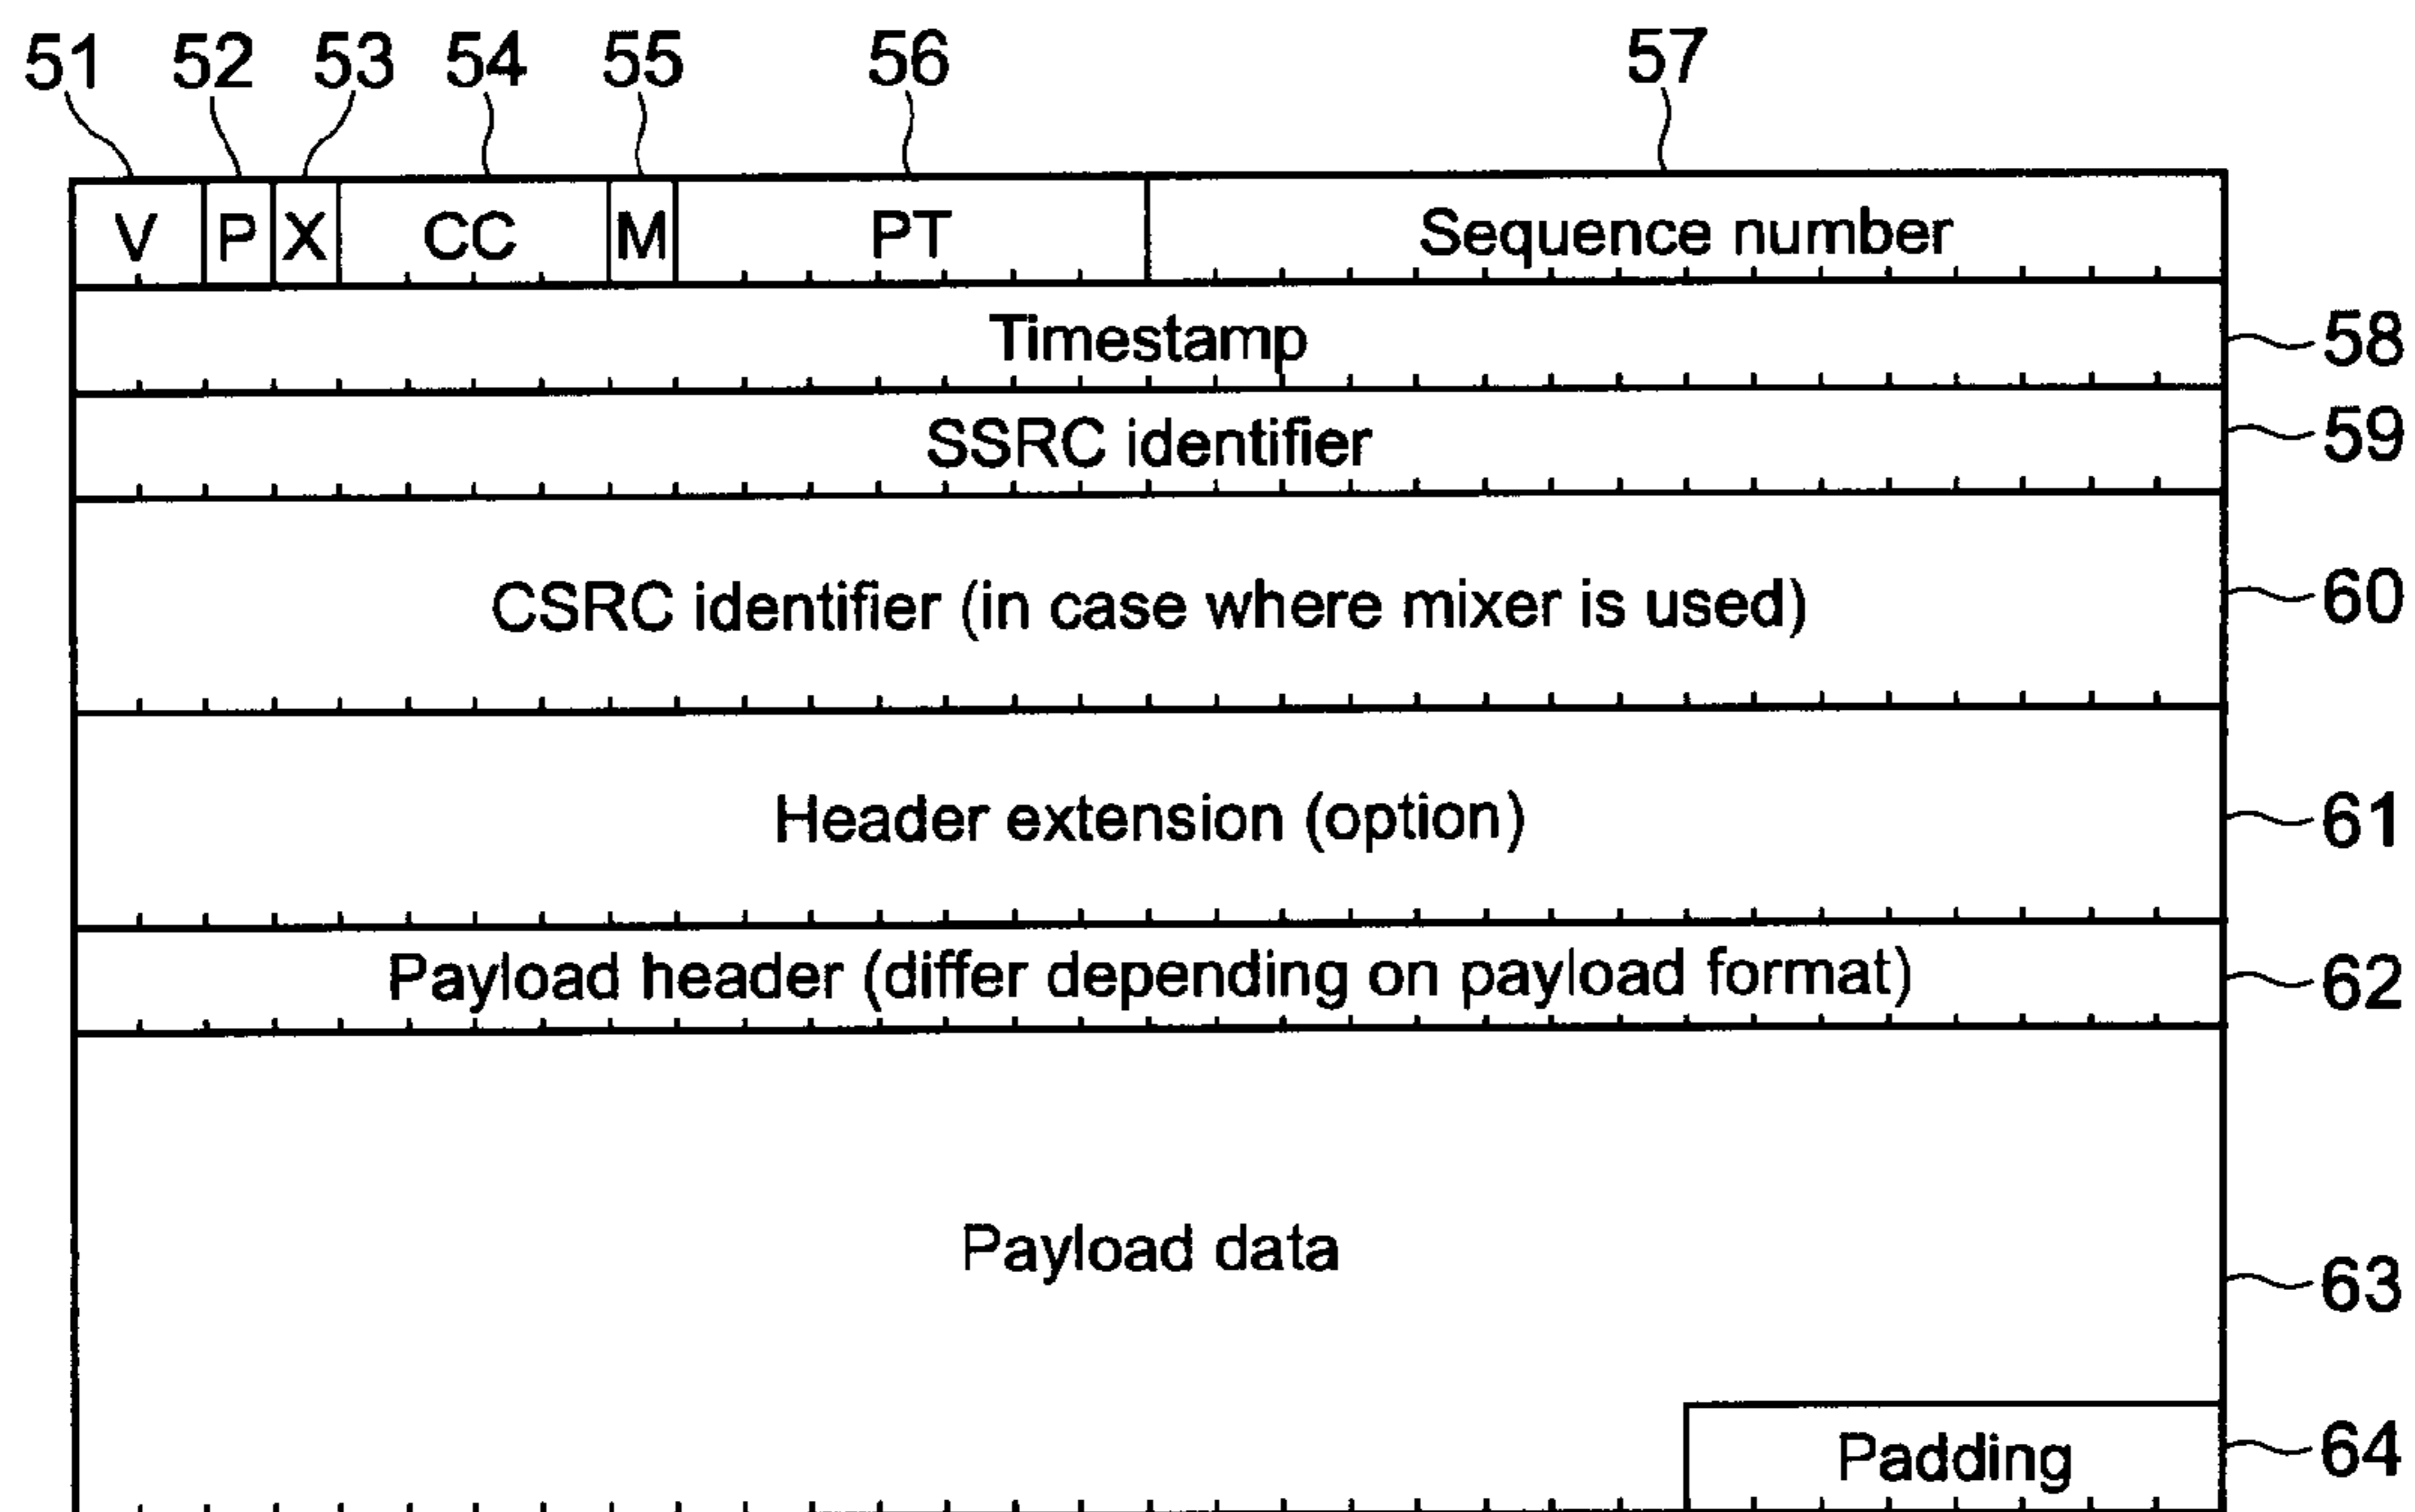 51 52 53 54 55 56 57
V P X CC M PT Sequence number
Timestamp 58
SSRC identifier 59
CSRC identifier (in case where mixer is used) 60
Header extension (option) 61
Payload header (differ depending on payload format) 62
Payload data
63
Padding 64